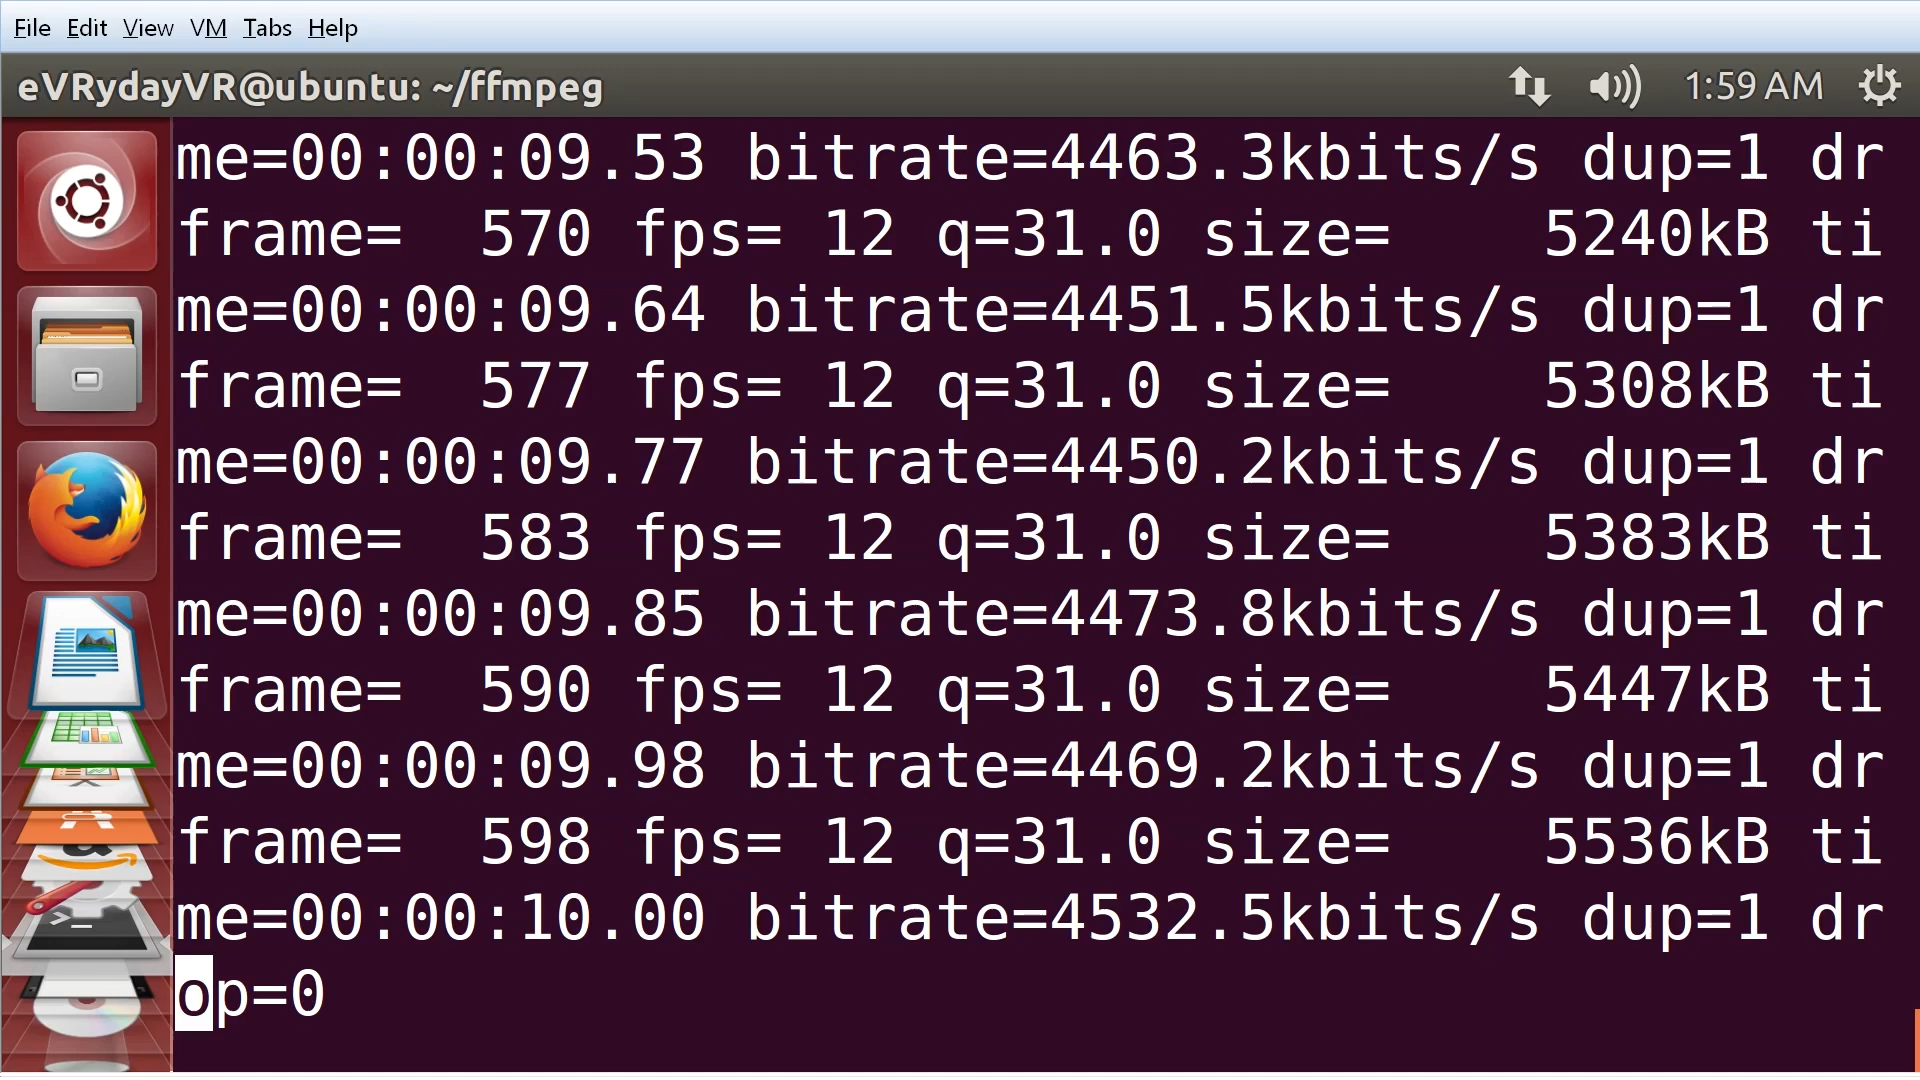 File Edit View VM Tabs Help
eVRydayVR@ubuntu: ~/ffmpeg 1:59 AM
me=00:00:09.53 bitrate=4463.3kbits/s dup=1 dr
frame=  570 fps= 12 q=31.0 size=    5240kB ti
me=00:00:09.64 bitrate=4451.5kbits/s dup=1 dr
frame=  577 fps= 12 q=31.0 size=    5308kB ti
me=00:00:09.77 bitrate=4450.2kbits/s dup=1 dr
frame=  583 fps= 12 q=31.0 size=    5383kB ti
me=00:00:09.85 bitrate=4473.8kbits/s dup=1 dr
frame=  590 fps= 12 q=31.0 size=    5447kB ti
me=00:00:09.98 bitrate=4469.2kbits/s dup=1 dr
frame=  598 fps= 12 q=31.0 size=    5536kB ti
me=00:00:10.00 bitrate=4532.5kbits/s dup=1 dr
op=0